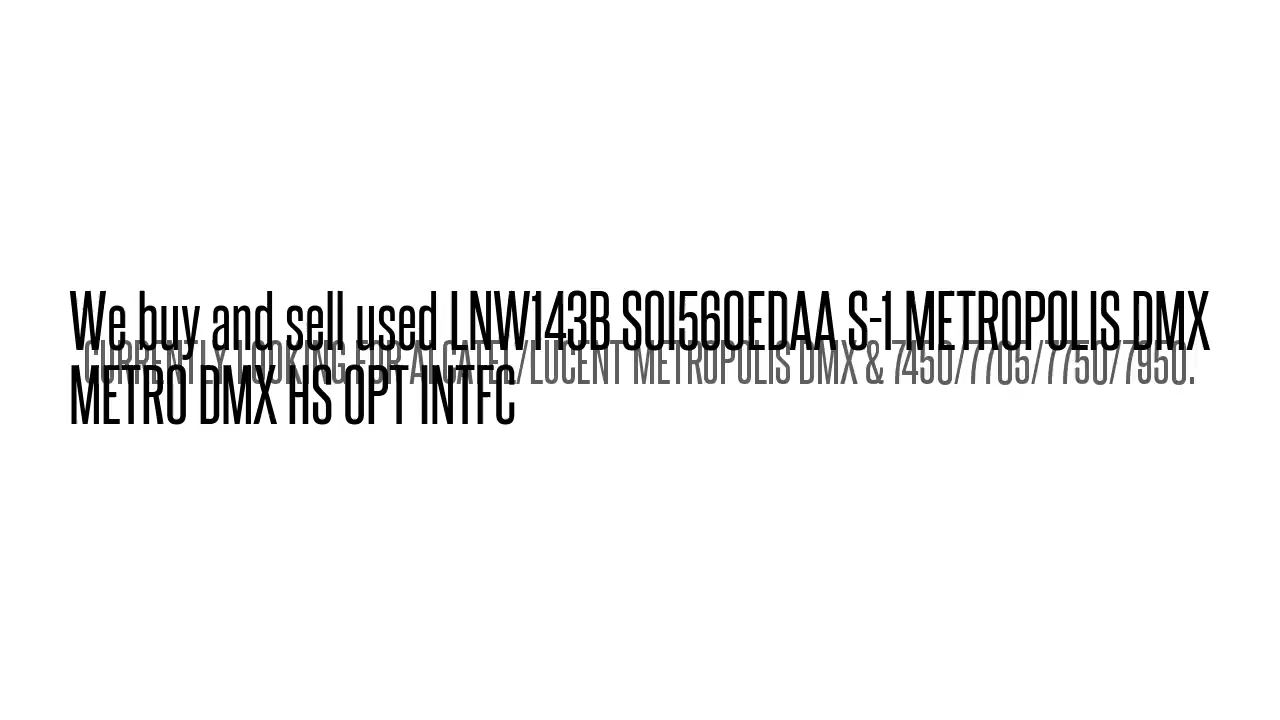 We buy and sell used LNW143B SOI560EDAA S-1 METROPOLIS DMX
CURRENTLY LOOKING FOR ALCATEL/LUCENT METROPOLIS DMX & 7450/7705/7750/7950.
METRO DMX HS OPT INTFC